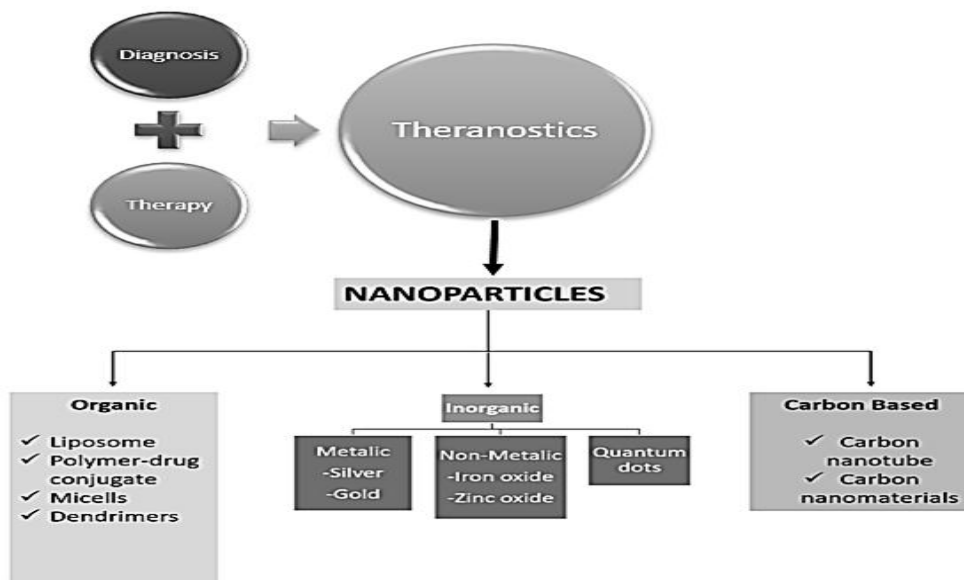 Diagnosis
Therapy
Theranostics
NANOPARTICLES
Organic
✓ Liposome
✓ Polymer-drug
conjugate
✓ Micells
✓ Dendrimers
Inorganic
Metalic
-Silver
-Gold
Non-Metalic
-Iron oxide
-Zinc oxide
Quantum
dots
Carbon Based
✓ Carbon
nanotube
✓ Carbon
nanomaterials